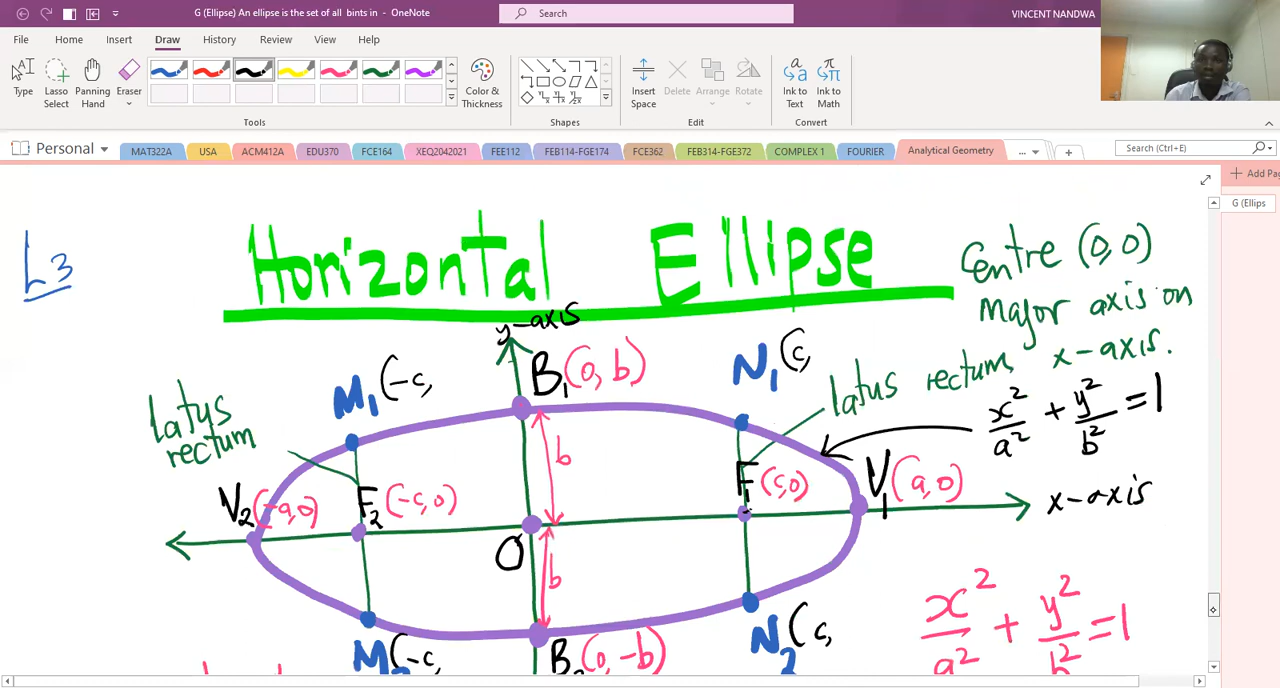 G (Ellipse) An ellipse is the set of all bints in - OneNote
Search
VINCENT NANDWA
File Home Insert Draw History Review View Help
Type
Lasso Select
Panning Hand
Eraser
Color & Thickness
Insert Space
Delete
Arrange
Rotate
Ink to Text
Ink to Math
Tools
Shapes
Edit
Convert
Personal
MAT322A USA ACM412A EDU370 FCE164 XEQ2042021 FEE112 FEB114-FGE174 FCE362 FEB314-FGE372 COMPLEX 1 FOURIER Analytical Geometry ... +
Search (Ctrl+E)
+ Add Pag
G (Ellips
L3
Horizontal Ellipse
Centre (0,0)
major axis on
x-axis.
y-axis
M1 (-c,
B1 (0, b)
N1 (c,
latus rectum
latus
rectum
x²/a² + y²/b² = 1
b
V2 (-a,0)
F2 (-c,0)
F1 (c,0)
V1 (a,0)
x-axis
O
b
x²/a² + y²/b² = 1
M2 (-c,
B2 (0,-b)
N2 (c,